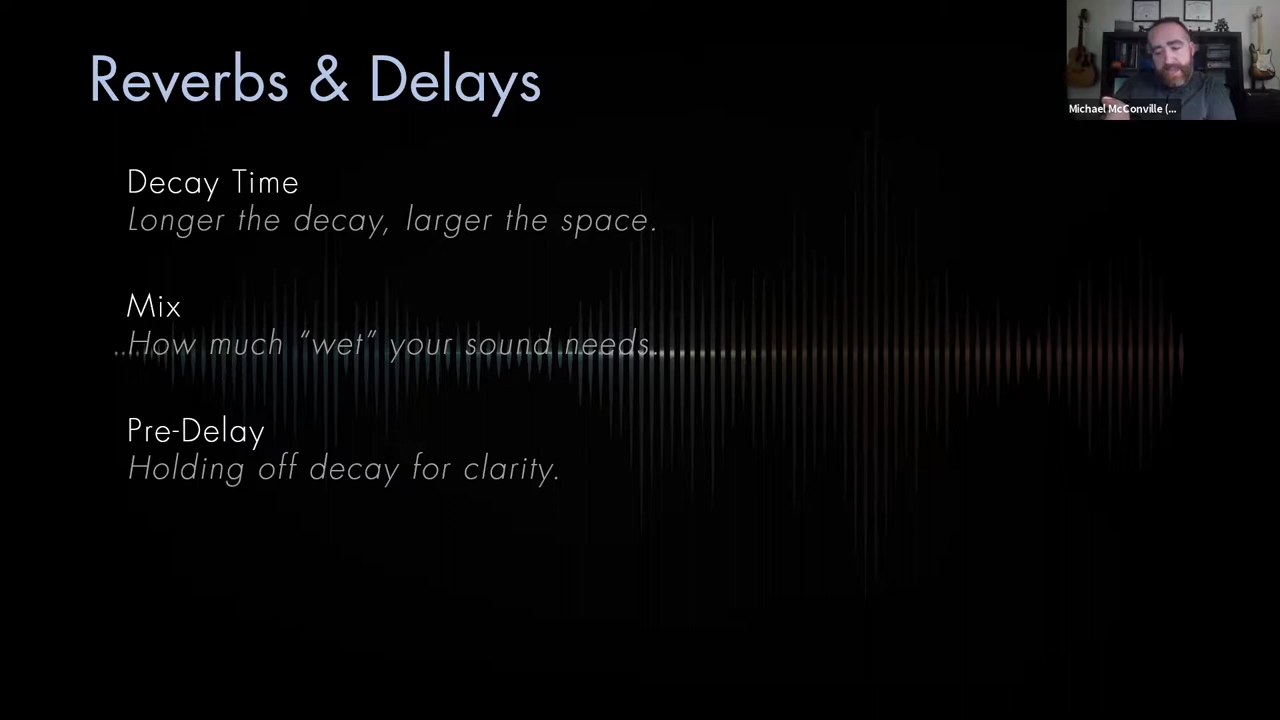 Reverbs & Delays
Michael McConville (...
Decay Time
Longer the decay, larger the space.
Mix
How much “wet” your sound needs.
Pre-Delay
Holding off decay for clarity.